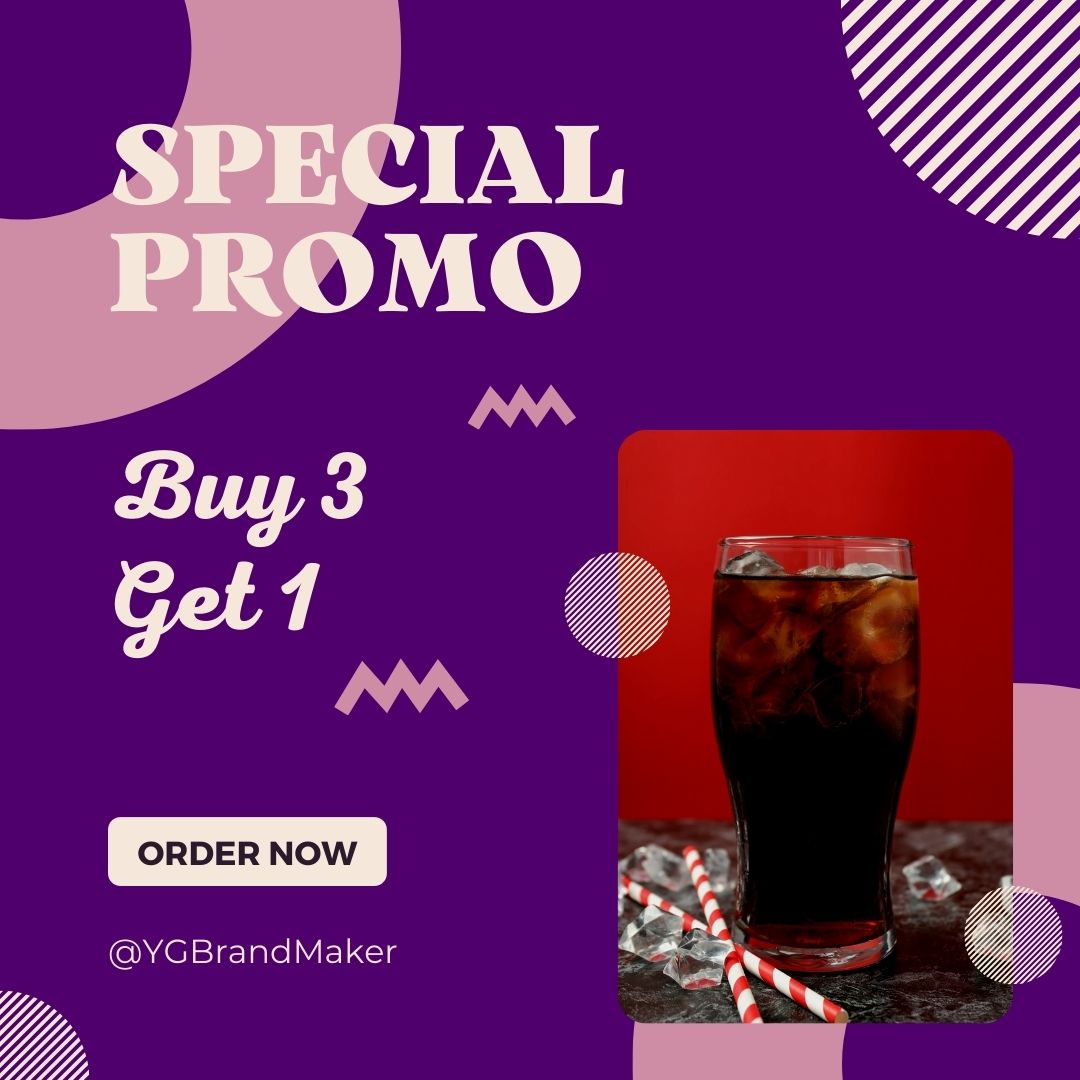 SPECIAL
PROMO
Buy 3
Get 1
ORDER NOW
@YGBrandMaker